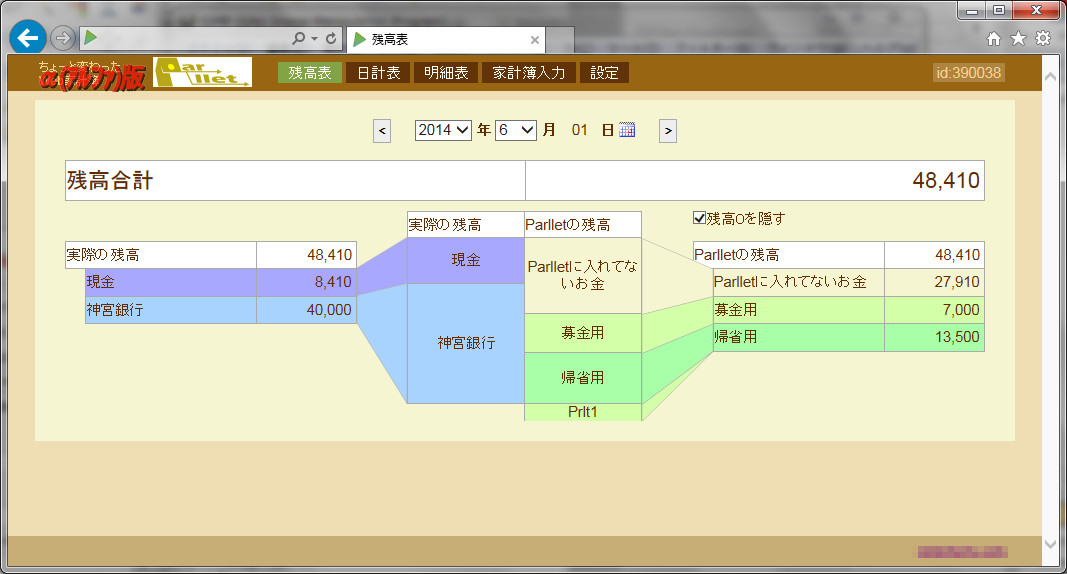 残高表
ちょっと変わった
α(アルファ)版
Parllet
残高表 日計表 明細表 家計簿入力 設定
id:390038
< 2014 年 6 月 01 日 >
残高合計 48,410
実際の残高 Parlletの残高
残高0を隠す
実際の残高 48,410
現金 8,410
神宮銀行 40,000
現金
神宮銀行
Parlletに入れてな
いお金
募金用
帰省用
Prlt1
Parlletの残高 48,410
Parlletに入れてないお金 27,910
募金用 7,000
帰省用 13,500